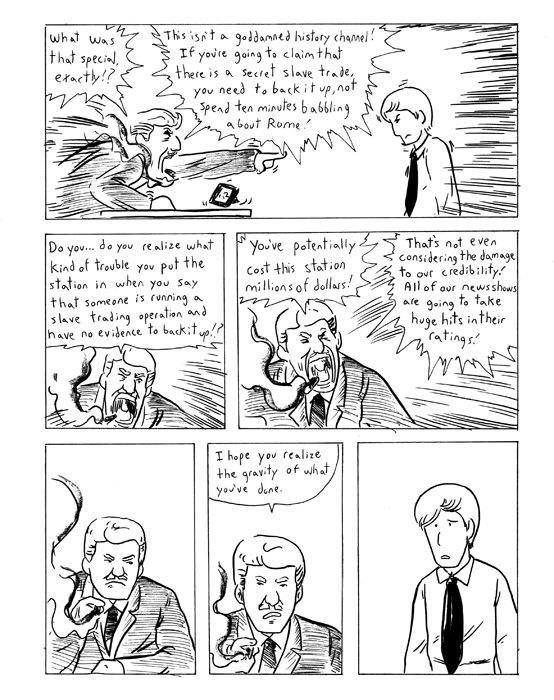 What was
that special,
exactly!?
This isn't a goddamned history channel!
If you're going to claim that
there is a secret slave trade,
you need to back it up, not
spend ten minutes babbling
about Rome!
Do you... do you realize what
kind of trouble you put the
station in when you say
that someone is running a
slave trading operation and
have no evidence to back it up!?
You've potentially
cost this station
millions of dollars!
That's not even
considering the damage
to our credibility!
All of our newsshows
are going to take
huge hits in their
ratings!
I hope you realize
the gravity of what
you've done.